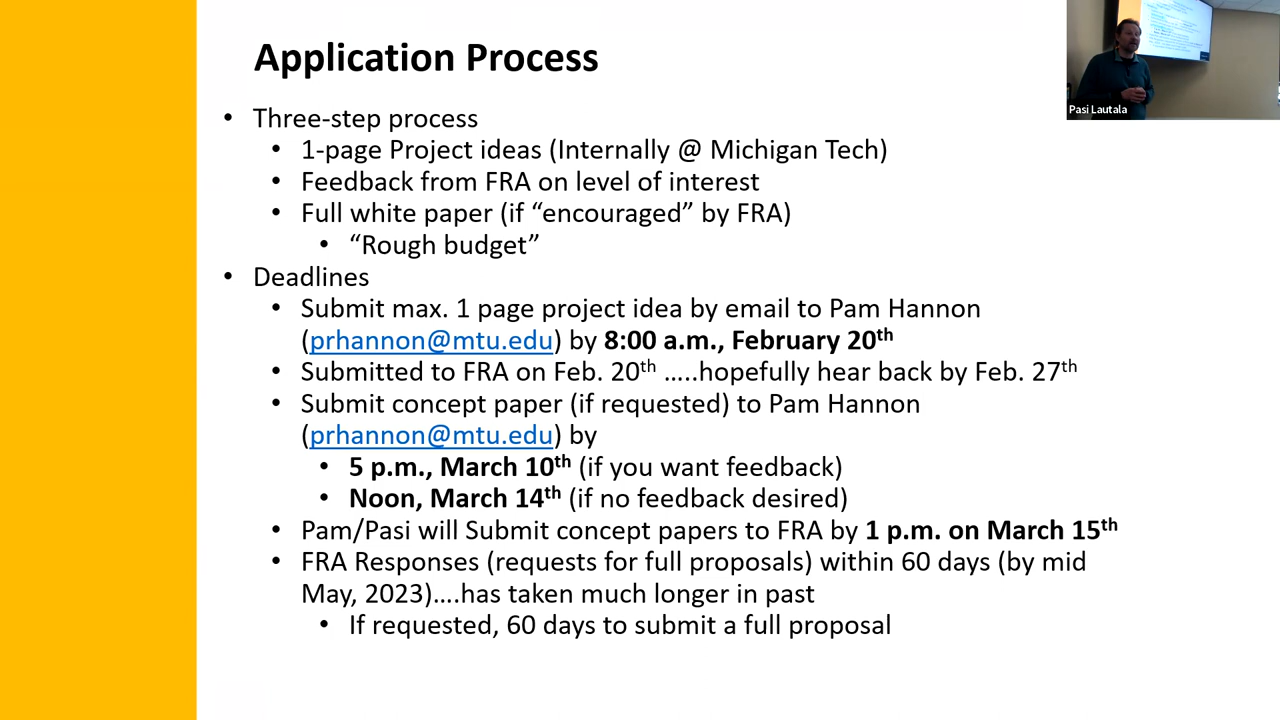 Application Process
• Three-step process
• 1-page Project ideas (Internally @ Michigan Tech)
• Feedback from FRA on level of interest
• Full white paper (if “encouraged” by FRA)
• “Rough budget”
• Deadlines
• Submit max. 1 page project idea by email to Pam Hannon
(prhannon@mtu.edu) by 8:00 a.m., February 20th
• Submitted to FRA on Feb. 20th …..hopefully hear back by Feb. 27th
• Submit concept paper (if requested) to Pam Hannon
(prhannon@mtu.edu) by
• 5 p.m., March 10th (if you want feedback)
• Noon, March 14th (if no feedback desired)
• Pam/Pasi will Submit concept papers to FRA by 1 p.m. on March 15th
• FRA Responses (requests for full proposals) within 60 days (by mid
May, 2023)….has taken much longer in past
• If requested, 60 days to submit a full proposal
Pasi Lautala